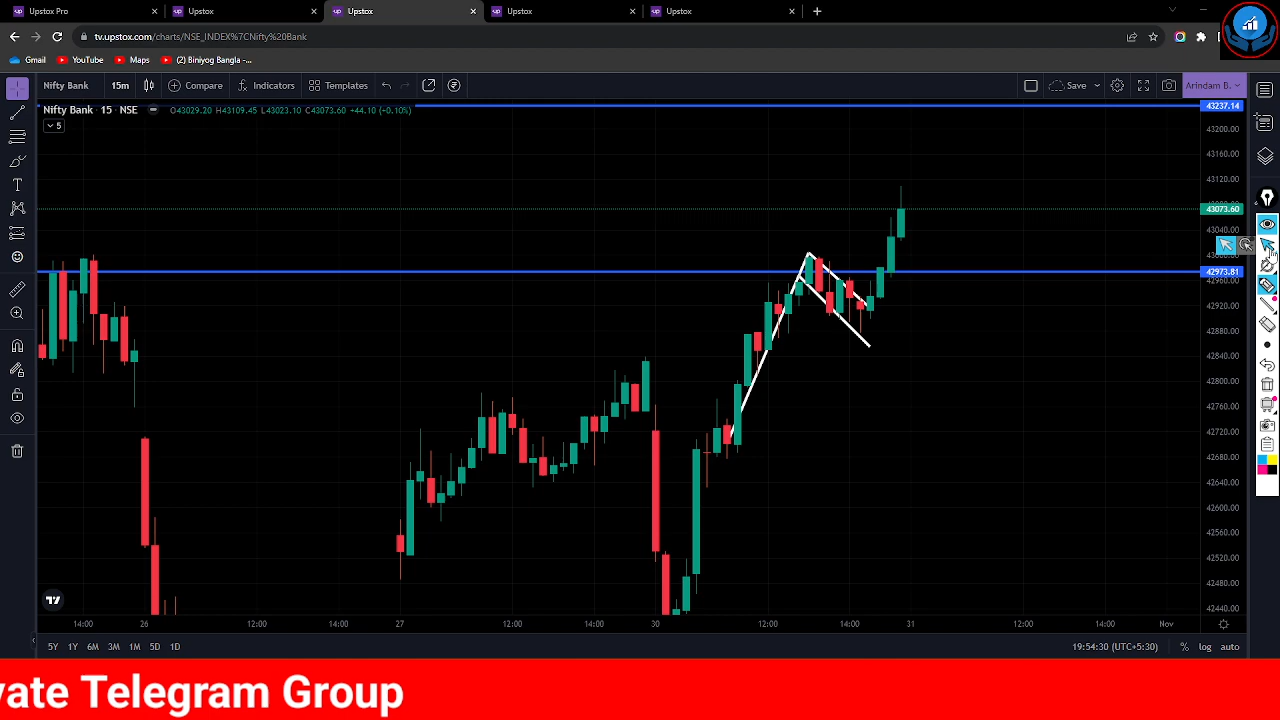 Upstox Pro
Upstox
Upstox
Upstox
Upstox
tv.upstox.com/charts/NSE_INDEX%7CNifty%20Bank
Gmail YouTube Maps (2) Biniyog Bangla -...
Nifty Bank 15m Compare Indicators Templates Save Arindam B.
Nifty Bank · 15 · NSE O43029.20 H43109.45 L43023.10 C43073.60 +44.10 (+0.10%)
5
43237.14
43200.00
43160.00
43120.00
43073.60
43040.00
42973.81
42960.00
42920.00
42880.00
42840.00
42800.00
42760.00
42720.00
42680.00
42640.00
42600.00
42560.00
42520.00
42480.00
42440.00
14:00 26 12:00 14:00 27 12:00 14:00 30 12:00 14:00 31 12:00 14:00 Nov
5Y 1Y 6M 3M 1M 5D 1D 19:54:30 (UTC+5:30) % log auto
vate Telegram Group